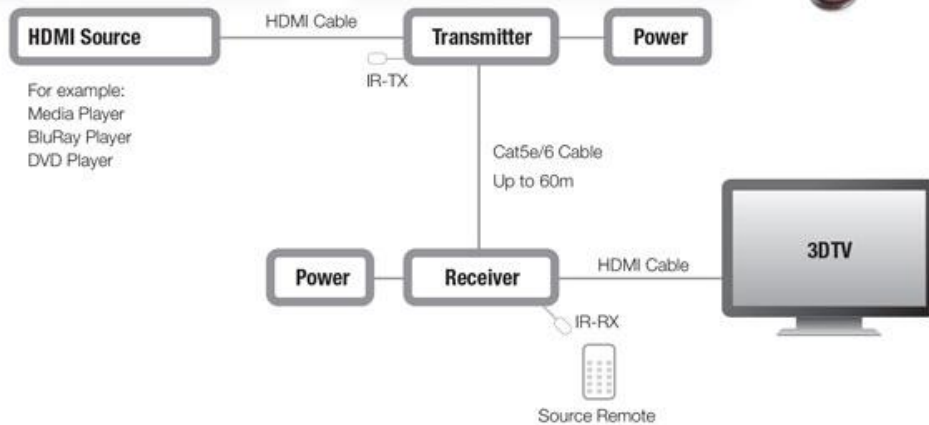 HDMI Source
HDMI Cable
Transmitter
Power
IR-TX
For example:
Media Player
BluRay Player
DVD Player
Cat5e/6 Cable
Up to 60m
3DTV
Power
Receiver
HDMI Cable
IR-RX
Source Remote